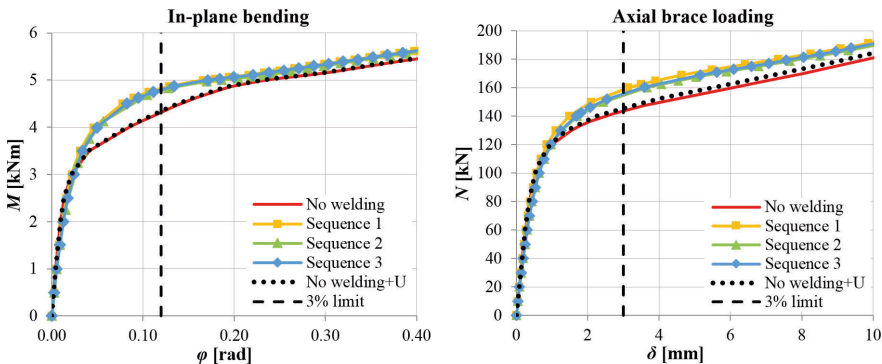 In-plane bending
M [kNm]
6
5
4
3
2
1
0
0.00
0.10
0.20
0.30
0.40
φ [rad]
No welding
Sequence 1
Sequence 2
Sequence 3
No welding+U
3% limit
Axial brace loading
N [kN]
200
180
160
140
120
100
80
60
40
20
0
0
2
4
6
8
10
δ [mm]
No welding
Sequence 1
Sequence 2
Sequence 3
No welding+U
3% limit